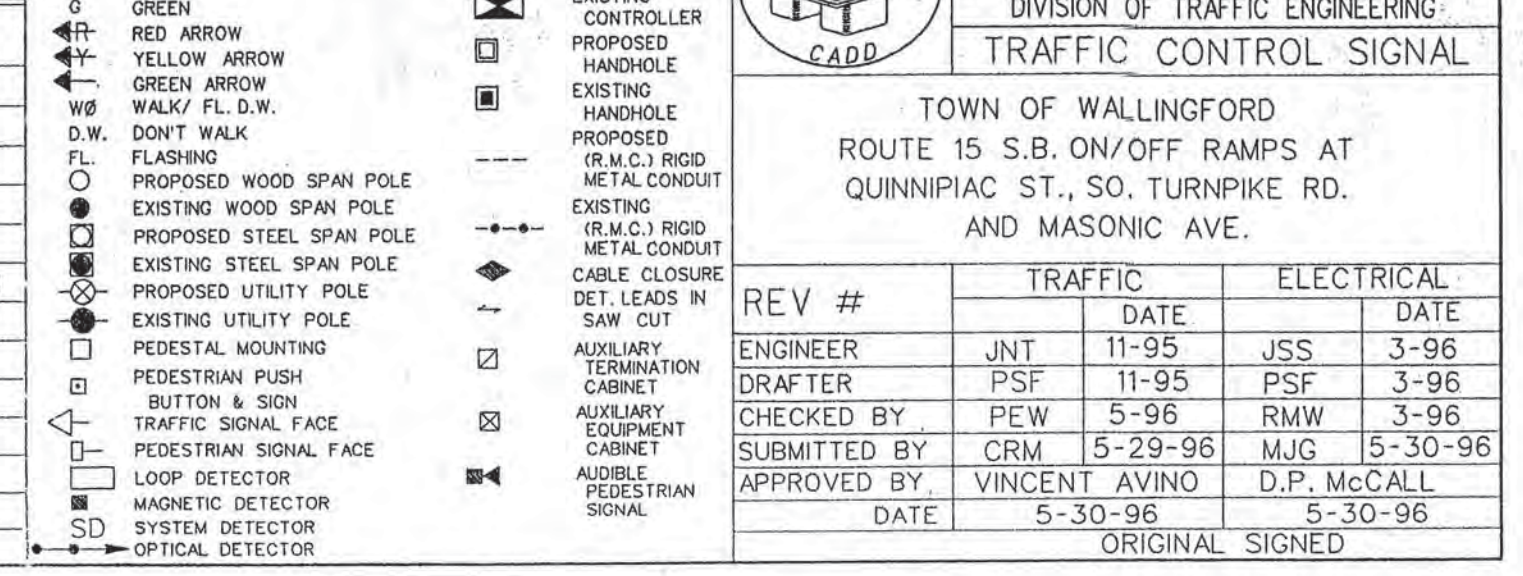 G GREEN
R RED ARROW
Y YELLOW ARROW
GREEN ARROW
WØ WALK/ FL. D.W.
D.W. DON'T WALK
FL. FLASHING
PROPOSED WOOD SPAN POLE
EXISTING WOOD SPAN POLE
PROPOSED STEEL SPAN POLE
EXISTING STEEL SPAN POLE
PROPOSED UTILITY POLE
EXISTING UTILITY POLE
PEDESTAL MOUNTING
PEDESTRIAN PUSH
BUTTON & SIGN
TRAFFIC SIGNAL FACE
PEDESTRIAN SIGNAL FACE
LOOP DETECTOR
MAGNETIC DETECTOR
SD SYSTEM DETECTOR
OPTICAL DETECTOR
EXISTING
CONTROLLER
PROPOSED
HANDHOLE
EXISTING
HANDHOLE
PROPOSED
(R.M.C.) RIGID
METAL CONDUIT
EXISTING
(R.M.C.) RIGID
METAL CONDUIT
CABLE CLOSURE
DET. LEADS IN
SAW CUT
AUXILIARY
TERMINATION
CABINET
AUXILIARY
EQUIPMENT
CABINET
AUDIBLE
PEDESTRIAN
SIGNAL
CADD
DIVISION OF TRAFFIC ENGINEERING
TRAFFIC CONTROL SIGNAL
TOWN OF WALLINGFORD
ROUTE 15 S.B. ON/OFF RAMPS AT
QUINNIPIAC ST., SO. TURNPIKE RD.
AND MASONIC AVE.
REV # TRAFFIC ELECTRICAL
DATE DATE
ENGINEER JNT 11-95 JSS 3-96
DRAFTER PSF 11-95 PSF 3-96
CHECKED BY PEW 5-96 RMW 3-96
SUBMITTED BY CRM 5-29-96 MJG 5-30-96
APPROVED BY VINCENT AVINO D.P. McCALL
DATE 5-30-96 5-30-96
ORIGINAL SIGNED